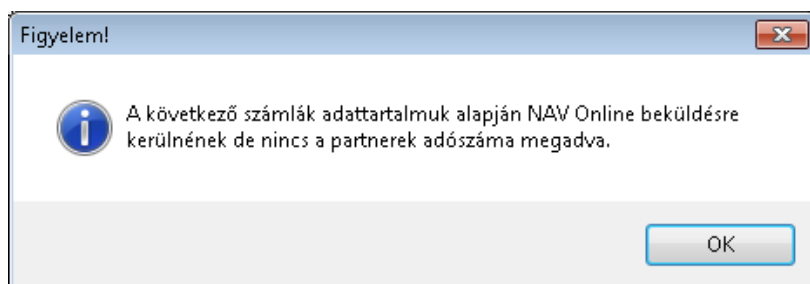 Figyelem!
A következő számlák adattartalmuk alapján NAV Online beküldésre
kerülnének de nincs a partnerek adószáma megadva.
OK